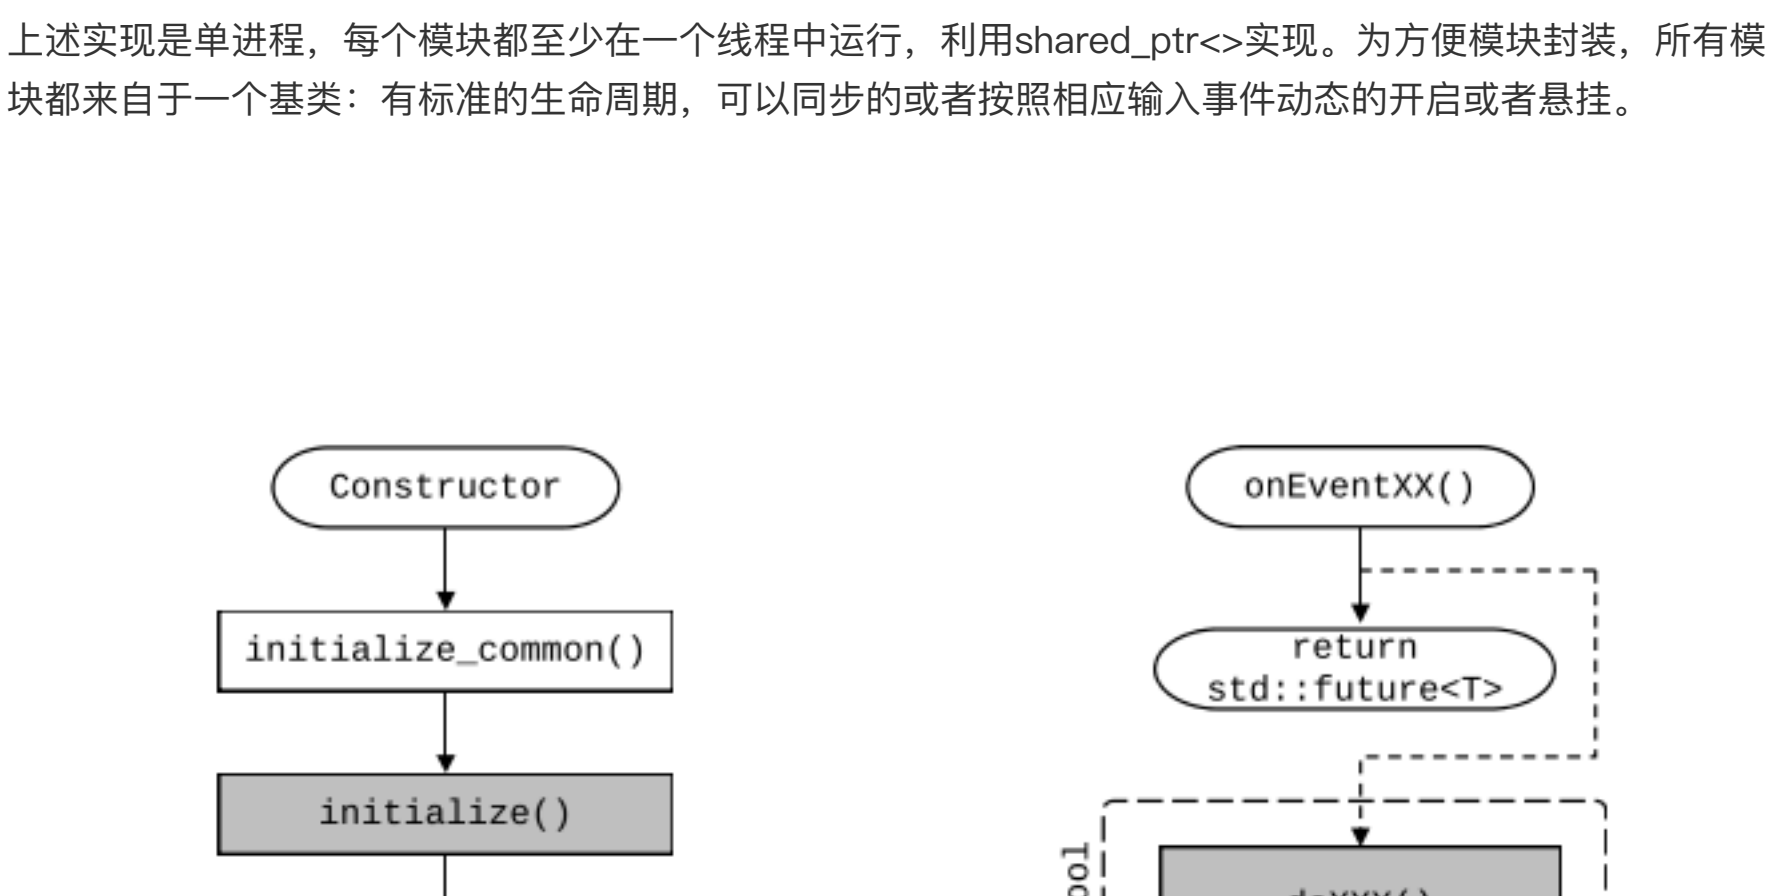 上述实现是单进程，每个模块都至少在一个线程中运行，利用shared_ptr<>实现。为方便模块封装，所有模
块都来自于一个基类：有标准的生命周期，可以同步的或者按照相应输入事件动态的开启或者悬挂。
Constructor
initialize_common()
initialize()
onEventXX()
return
std::future<T>